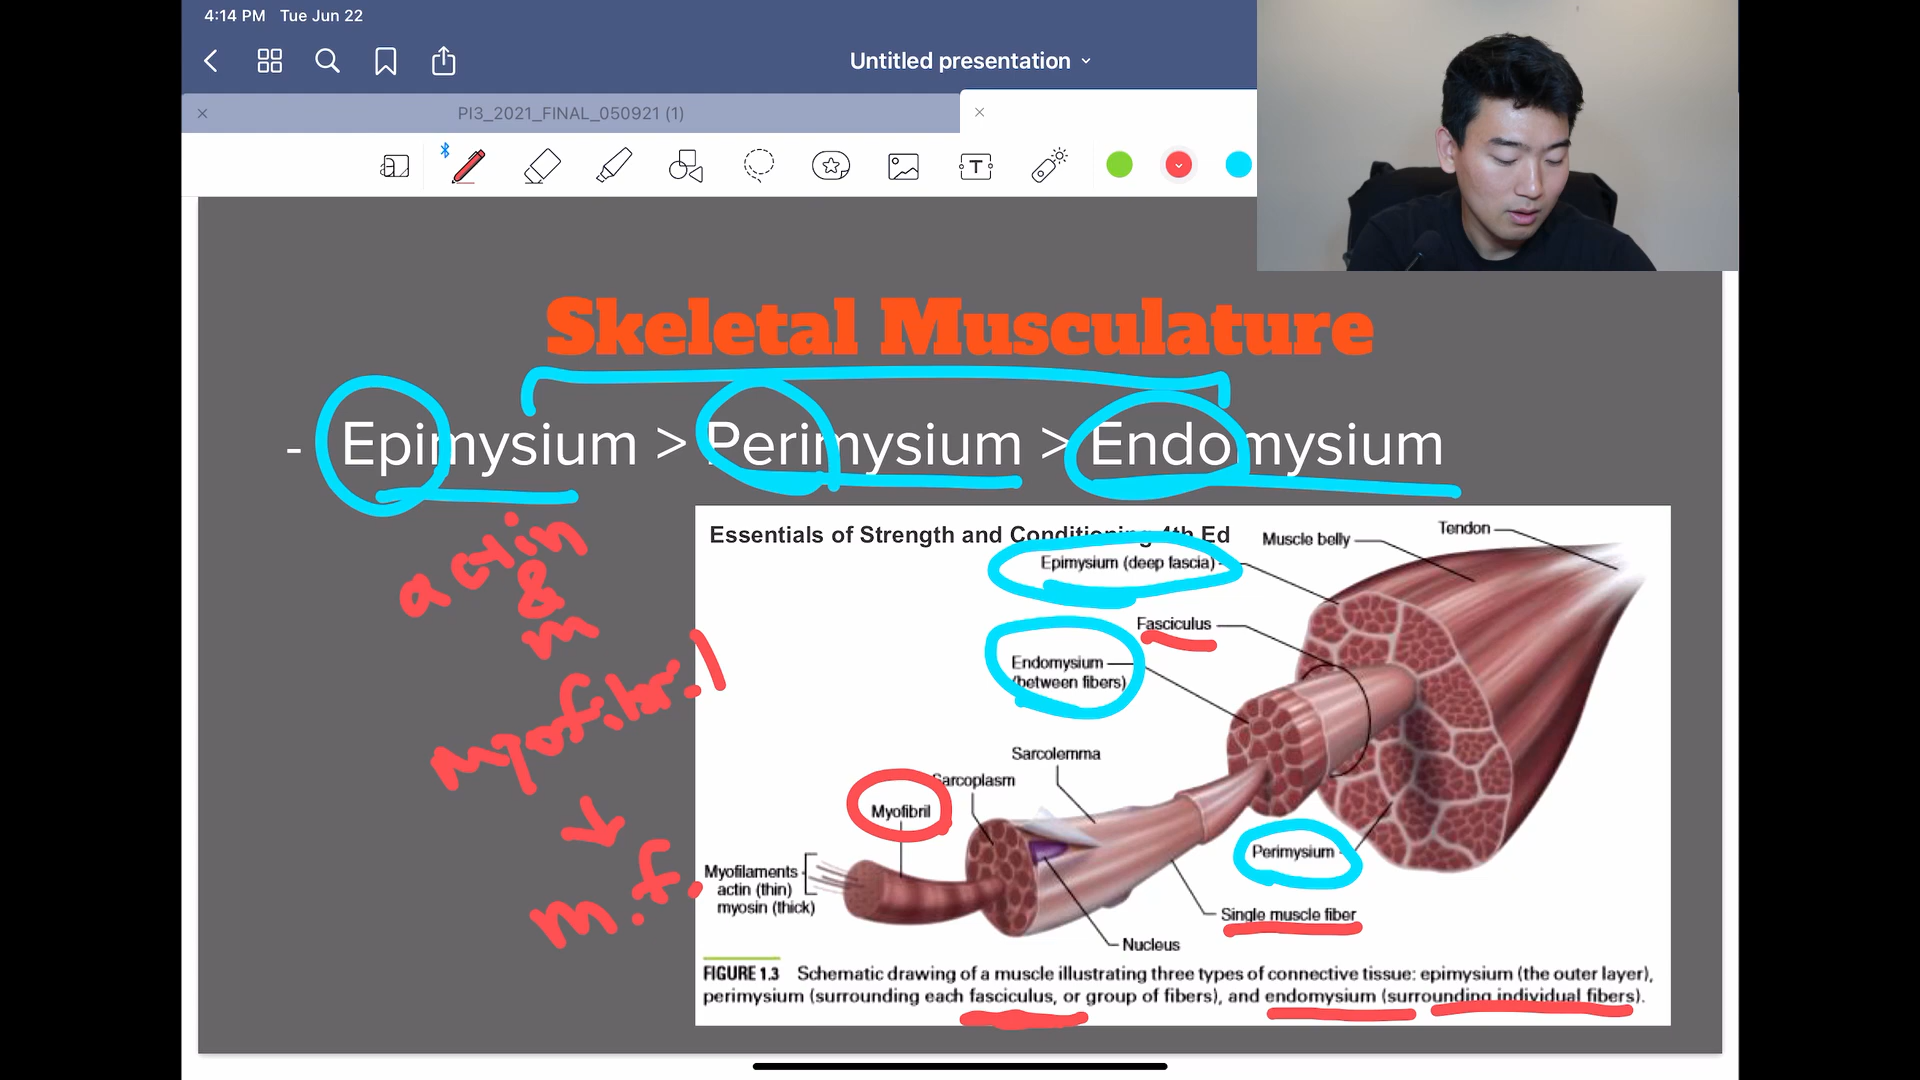 4:14 PM Tue Jun 22
Untitled presentation
PI3_2021_FINAL_050921 (1)
T
Skeletal Musculature
- Epimysium > Perimysium > Endomysium
Essentials of Strength and Conditioning 4th Ed
Muscle belly
Tendon
Epimysium (deep fascia)
Fasciculus
Endomysium
(between fibers)
Sarcolemma
Sarcoplasm
Myofibril
Perimysium
Myofilaments
actin (thin)
myosin (thick)
Single muscle fiber
Nucleus
FIGURE 1.3 Schematic drawing of a muscle illustrating three types of connective tissue: epimysium (the outer layer),
perimysium (surrounding each fasciculus, or group of fibers), and endomysium (surrounding individual fibers).
actin
&
m
myofibril
m.f.